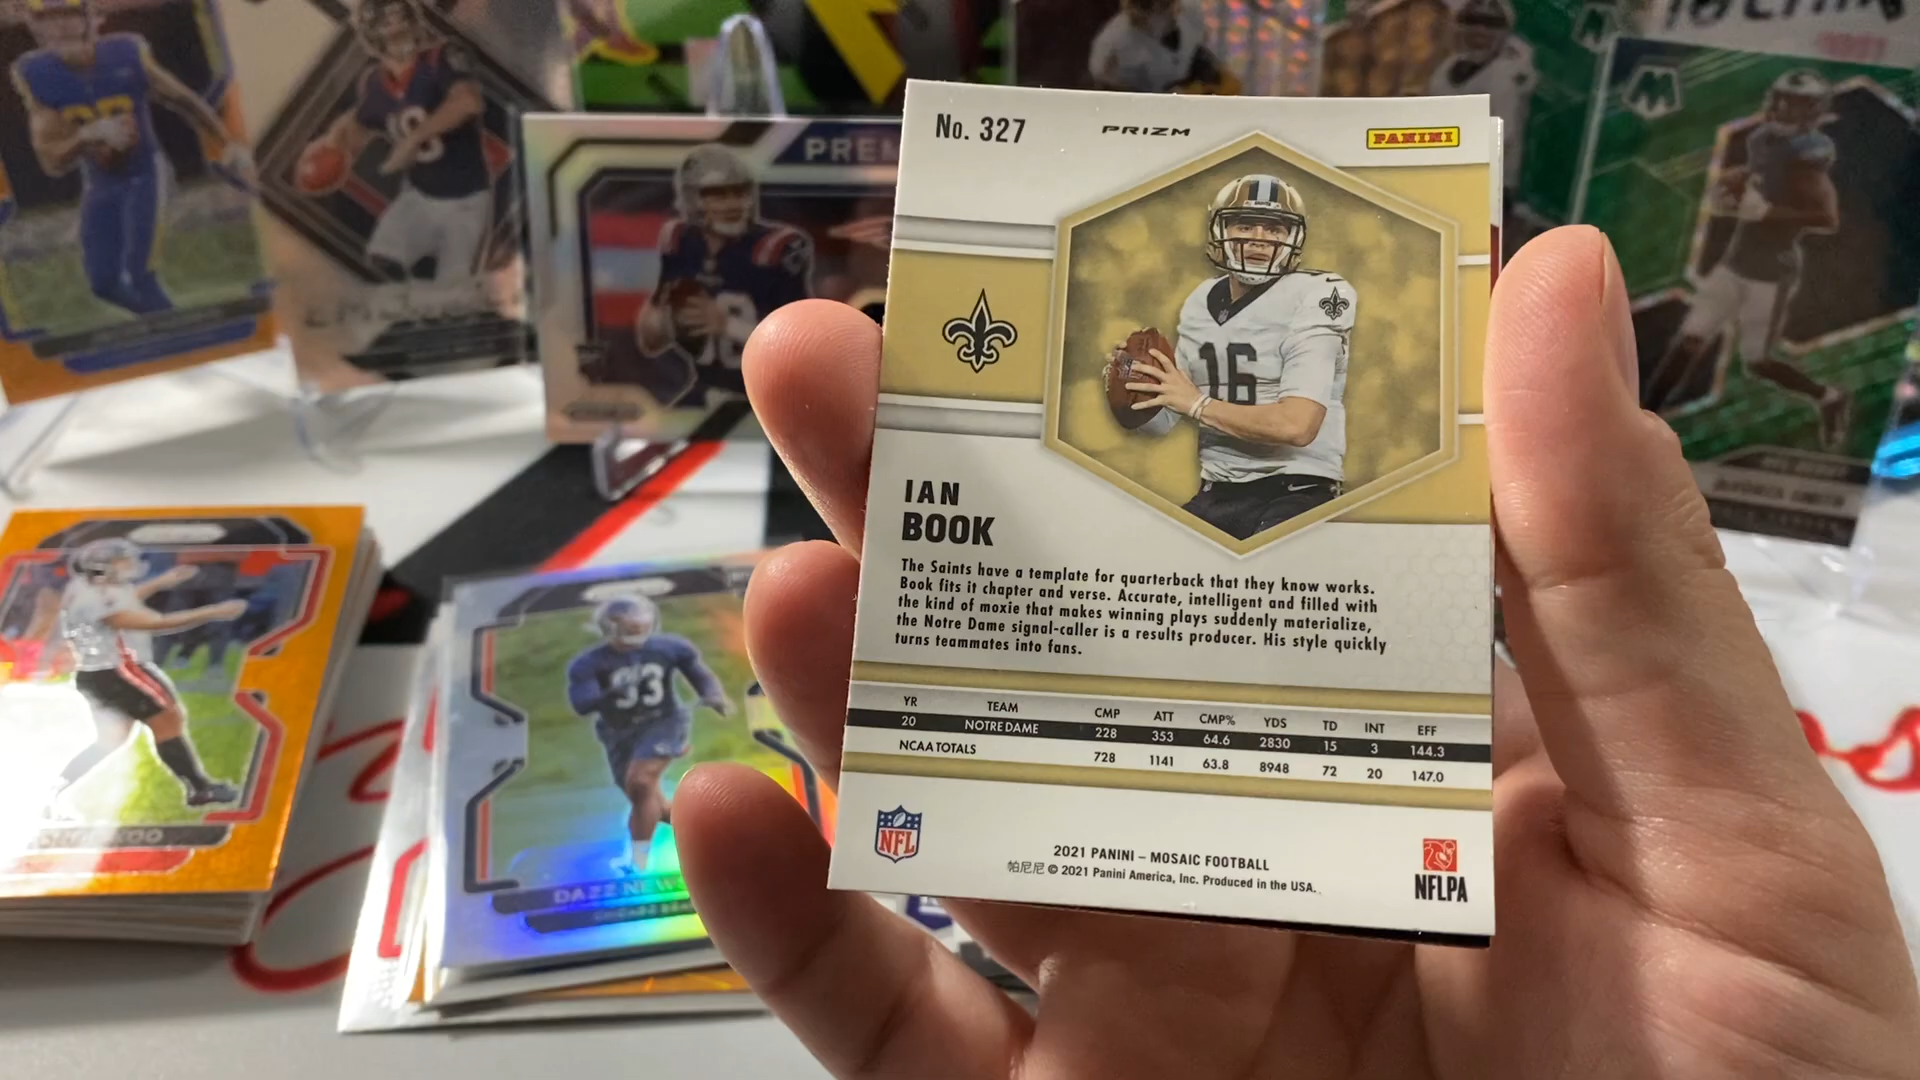 No. 327
PRIZM
PANINI
16
IAN
BOOK
The Saints have a template for quarterback that they know works.
Book fits it chapter and verse. Accurate, intelligent and filled with
the kind of moxie that makes winning plays suddenly materialize,
the Notre Dame signal-caller is a results producer. His style quickly
turns teammates into fans.
YR TEAM CMP ATT CMP% YDS TD INT EFF
20 NOTRE DAME 228 353 64.6 2830 15 3 144.3
NCAA TOTALS 728 1141 63.8 8948 72 20 147.0
NFL
2021 PANINI – MOSAIC FOOTBALL
帕尼尼 © 2021 Panini America, Inc. Produced in the USA.
NFLPA
PREM
93
DAZZ NEWS